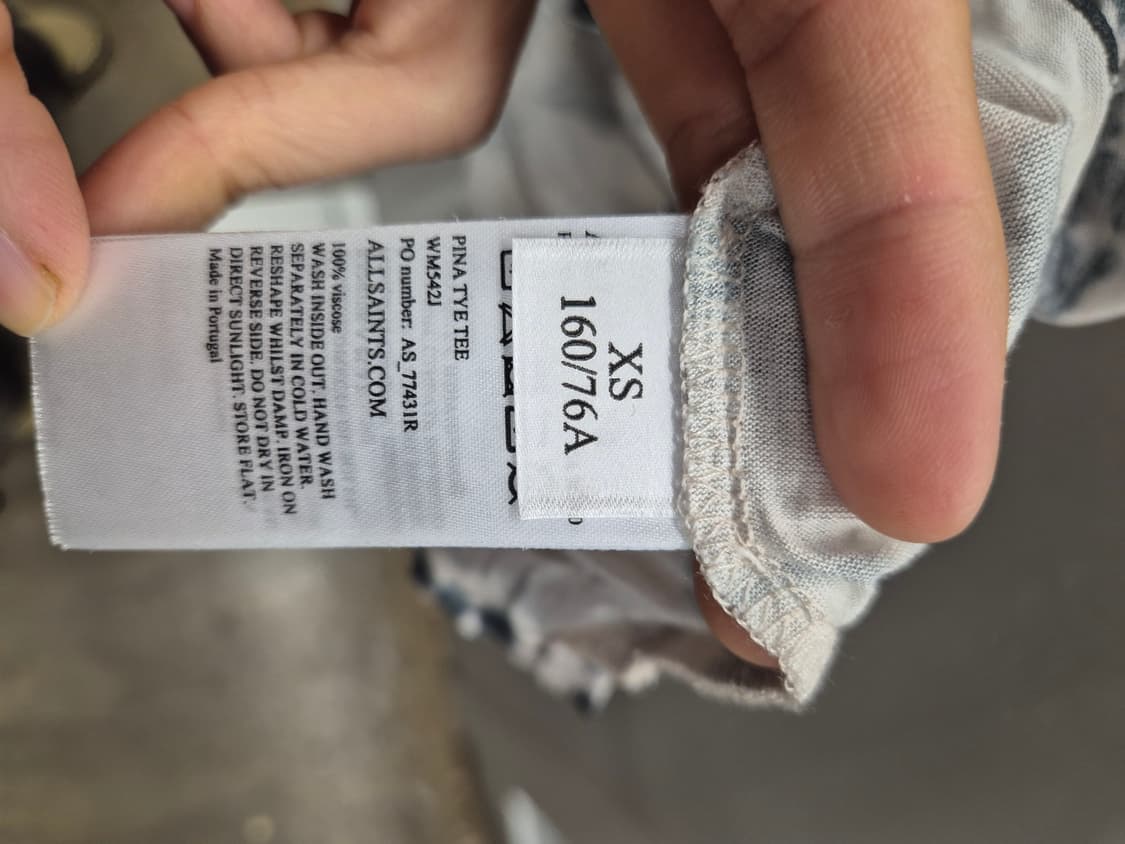 XS
160/76A
PINA TYE TEE
WM542J
PO number: AS_77431R
ALLSAINTS.COM
100% viscose
WASH INSIDE OUT. HAND WASH
SEPARATELY IN COLD WATER.
RESHAPE WHILST DAMP. IRON ON
REVERSE SIDE. DO NOT DRY IN
DIRECT SUNLIGHT. STORE FLAT.
Made in Portugal